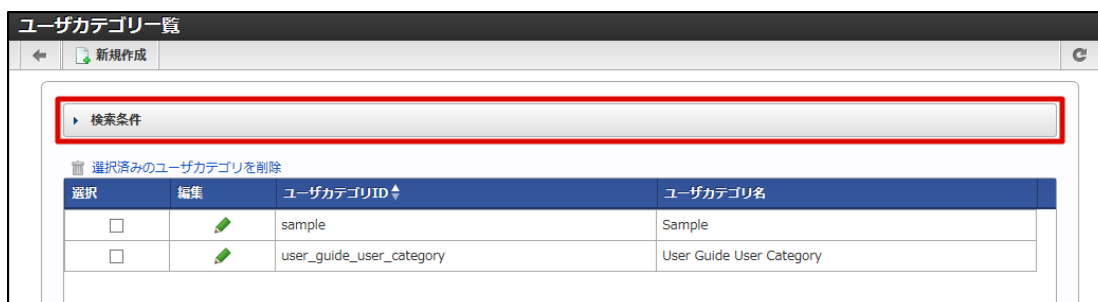 ユーザカテゴリ一覧
新規作成
検索条件
選択済みのユーザカテゴリを削除
選択 編集 ユーザカテゴリID ユーザカテゴリ名
sample Sample
user_guide_user_category User Guide User Category